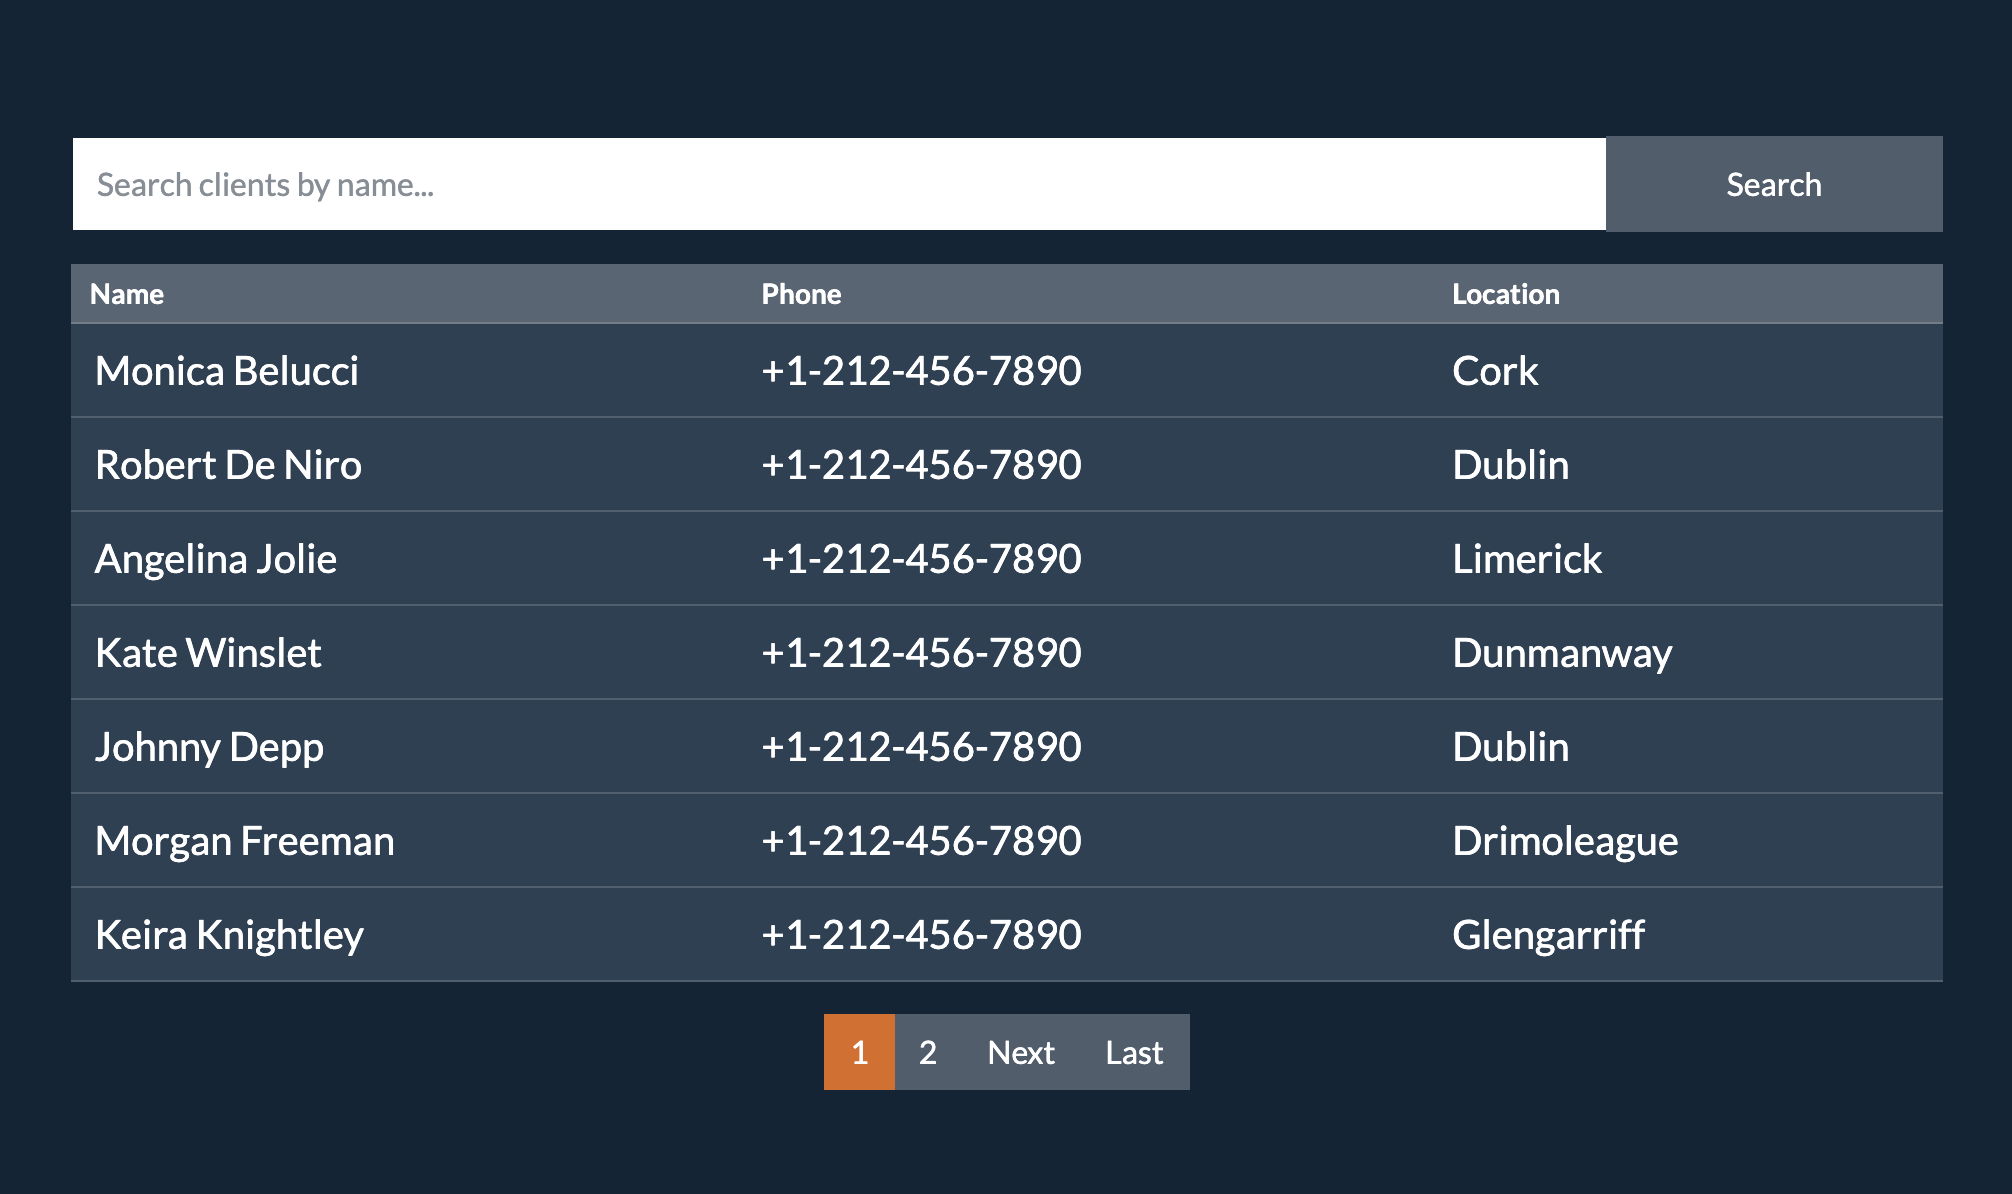 Search clients by name... Search
Name Phone Location
Monica Belucci +1-212-456-7890 Cork
Robert De Niro +1-212-456-7890 Dublin
Angelina Jolie +1-212-456-7890 Limerick
Kate Winslet +1-212-456-7890 Dunmanway
Johnny Depp +1-212-456-7890 Dublin
Morgan Freeman +1-212-456-7890 Drimoleague
Keira Knightley +1-212-456-7890 Glengarriff
1 2 Next Last